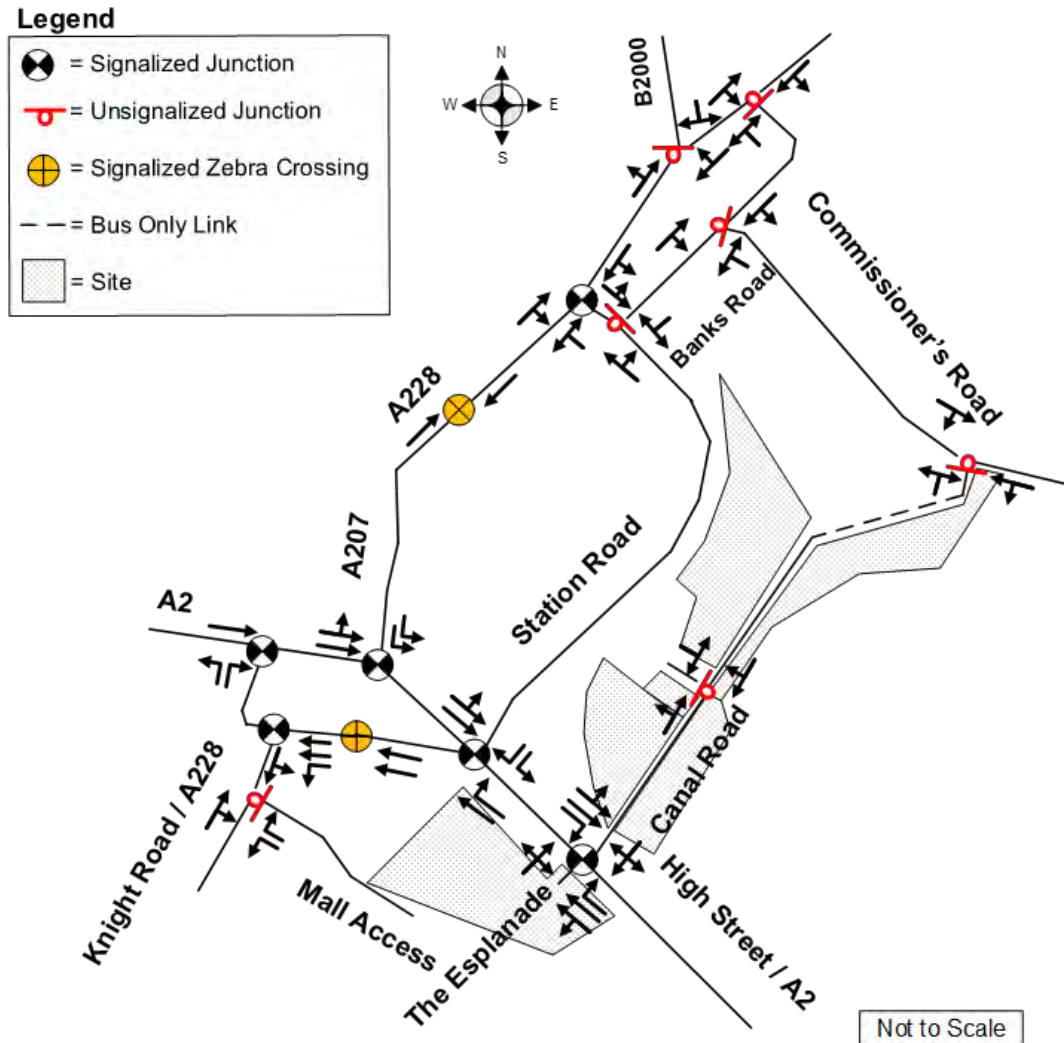 Legend
= Signalized Junction
= Unsignalized Junction
= Signalized Zebra Crossing
= Bus Only Link
= Site
N
W
E
S
B2000
Commissioner's Road
Banks Road
A228
A207
Station Road
A2
Canal Road
Knight Road / A228
Mall Access
The Esplanade
High Street / A2
Not to Scale